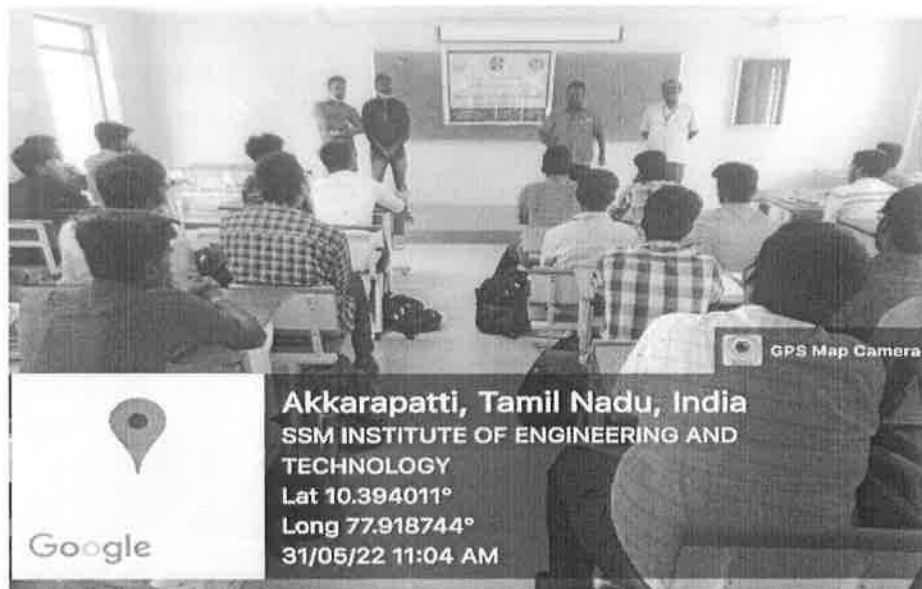 GPS Map Camera
Akkarapatti, Tamil Nadu, India
SSM INSTITUTE OF ENGINEERING AND
TECHNOLOGY
Lat 10.394011°
Long 77.918744°
31/05/22 11:04 AM
Google